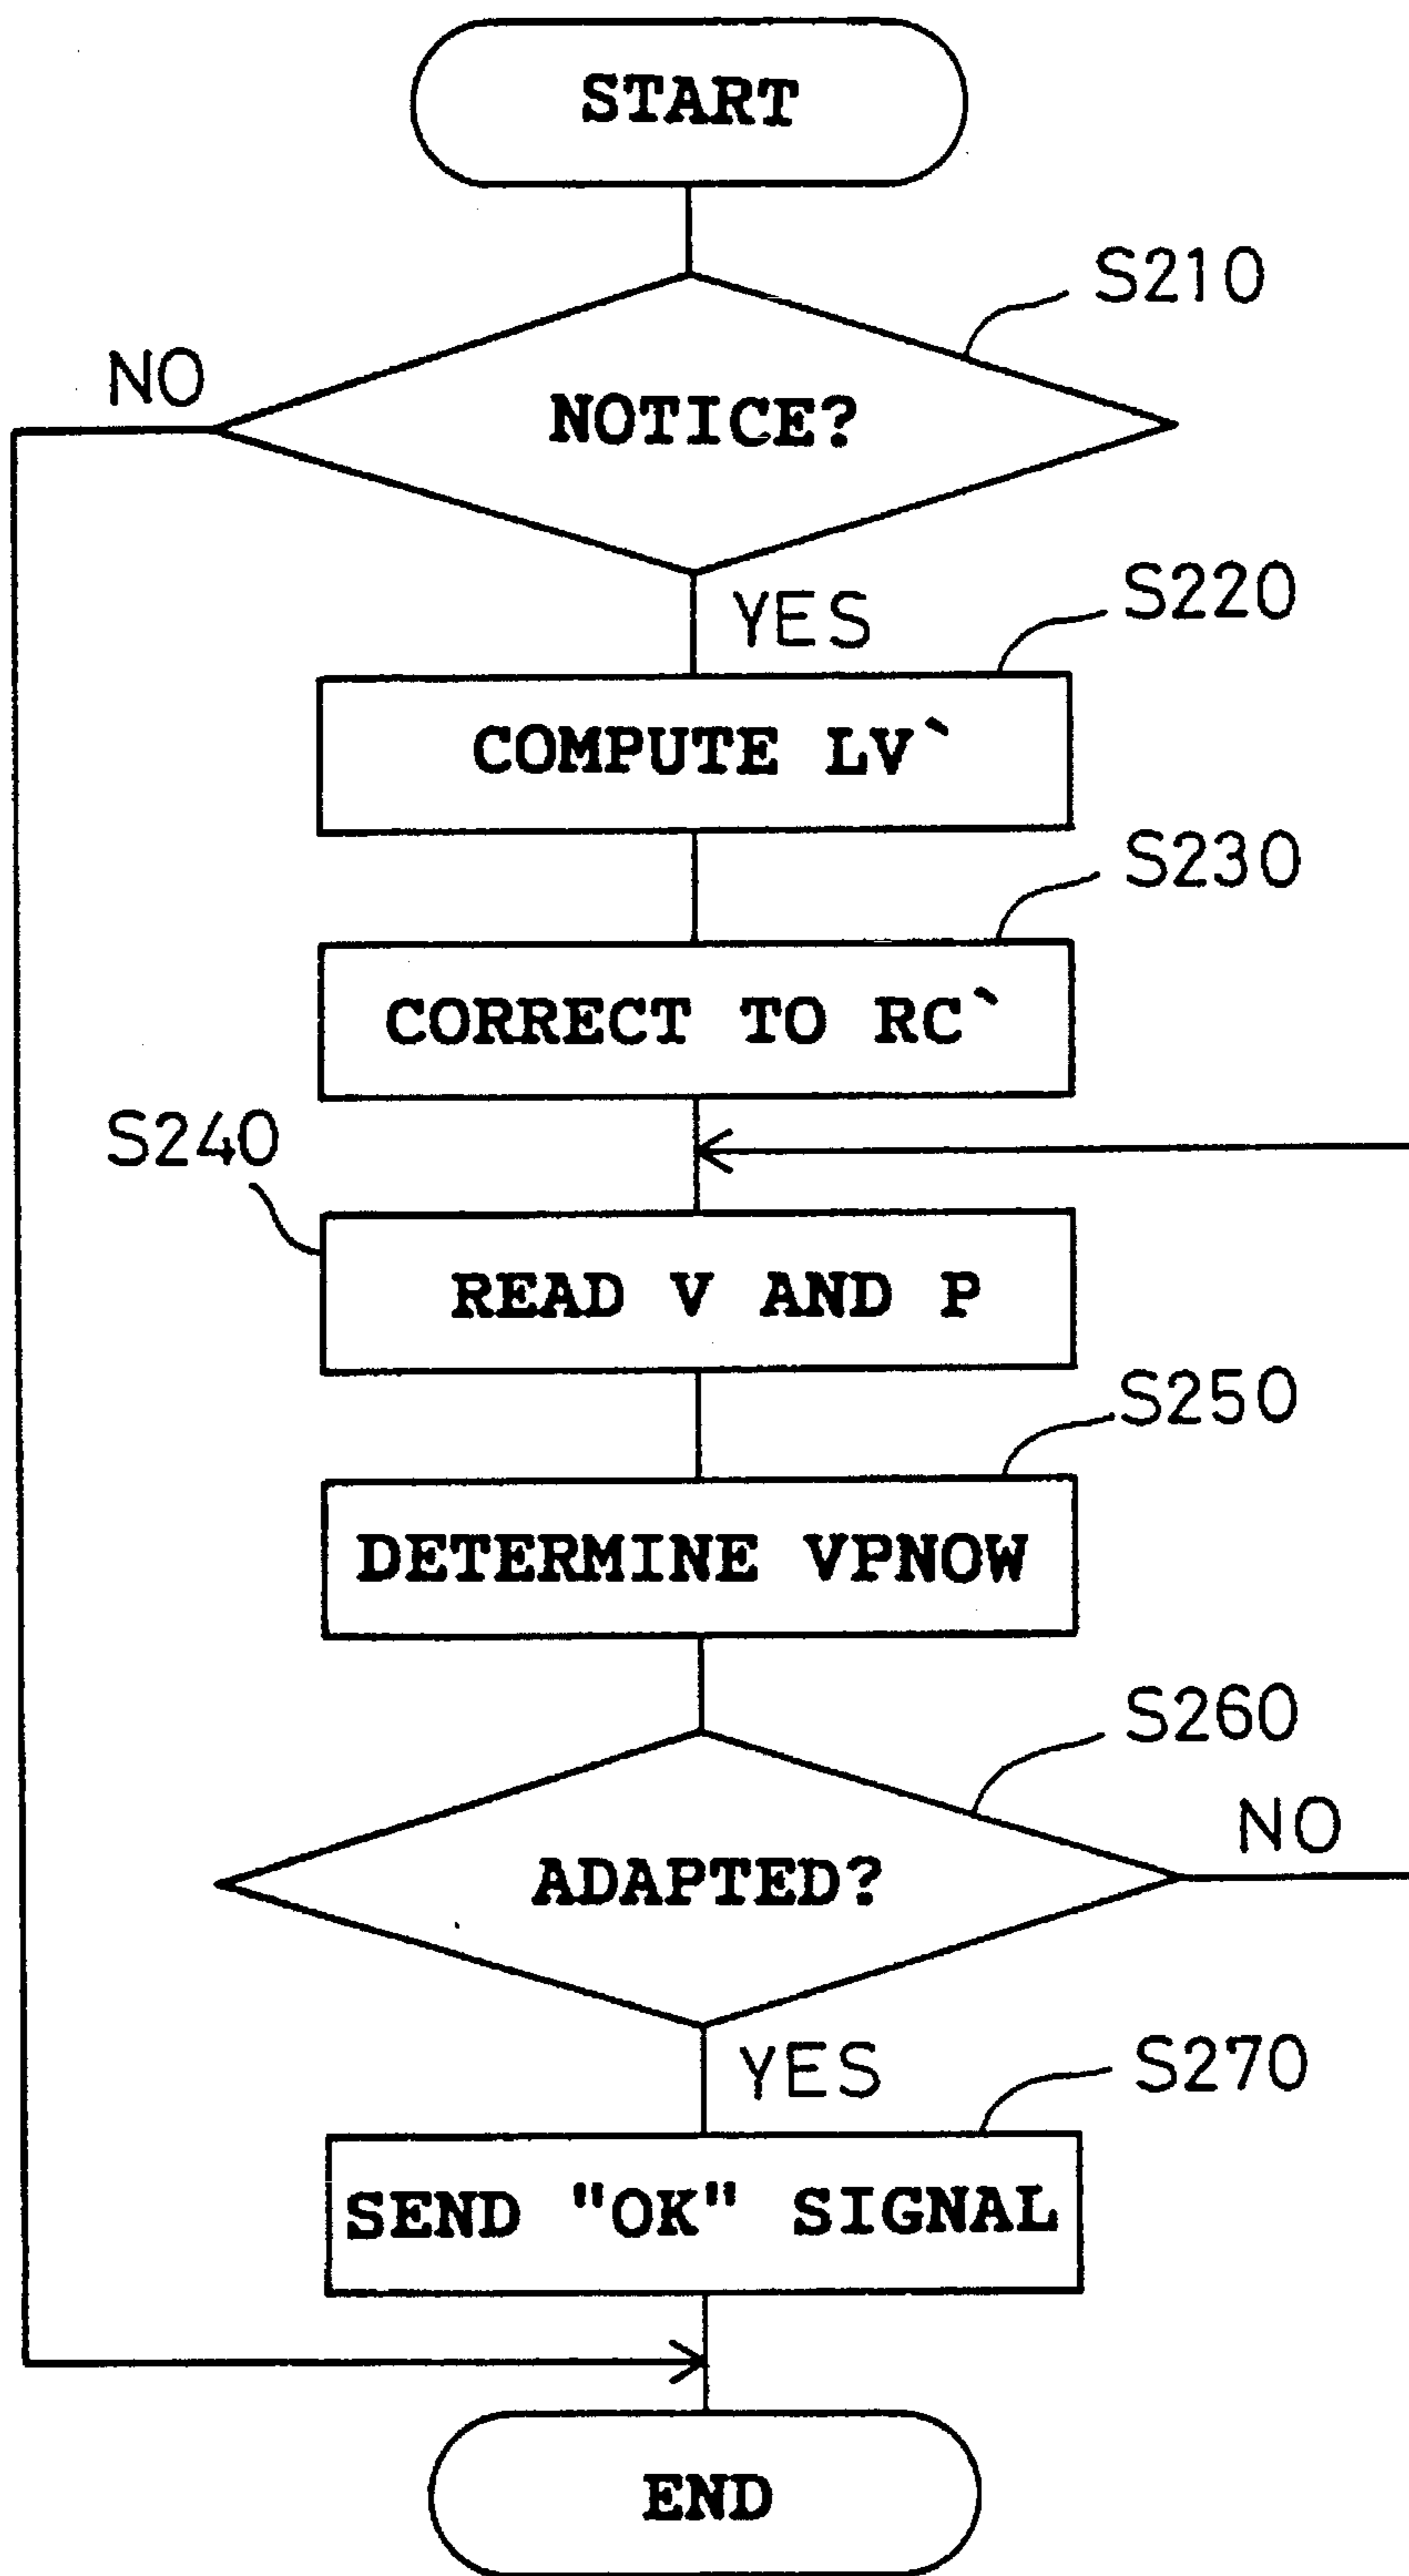 START
S210
NO
NOTICE?
YES
S220
COMPUTE LV`
S230
CORRECT TO RC`
S240
READ V AND P
S250
DETERMINE VPNOW
S260
NO
ADAPTED?
YES
S270
SEND "OK" SIGNAL
END